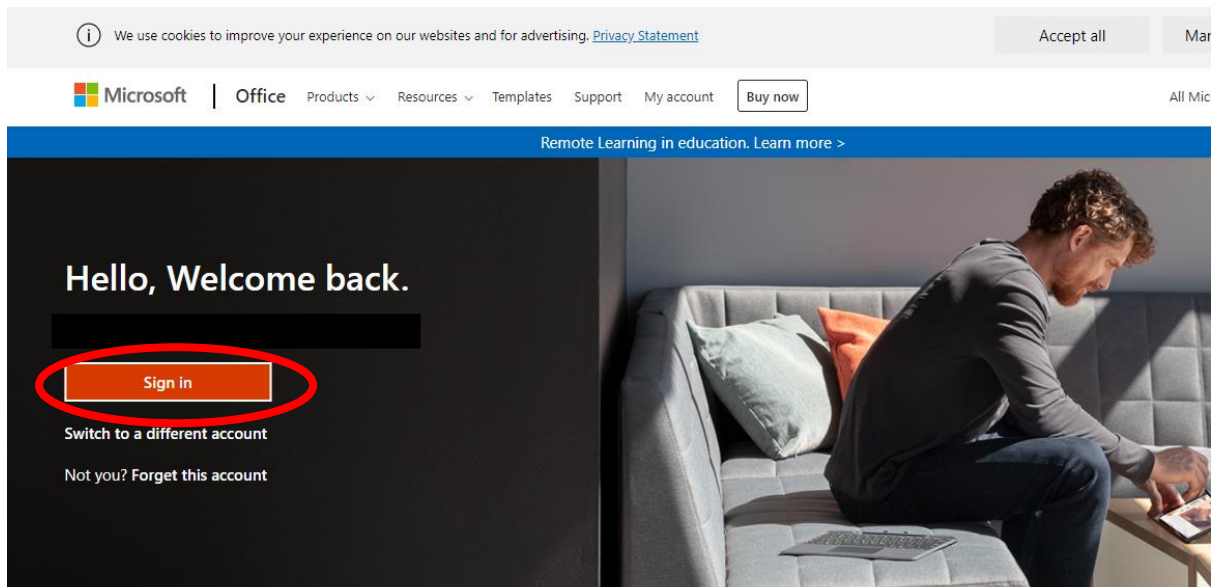 We use cookies to improve your experience on our websites and for advertising. Privacy Statement Accept all
Microsoft Office Products Resources Templates Support My account Buy now All
Remote Learning in education. Learn more >
Hello, Welcome back.
Sign in
Switch to a different account
Not you? Forget this account